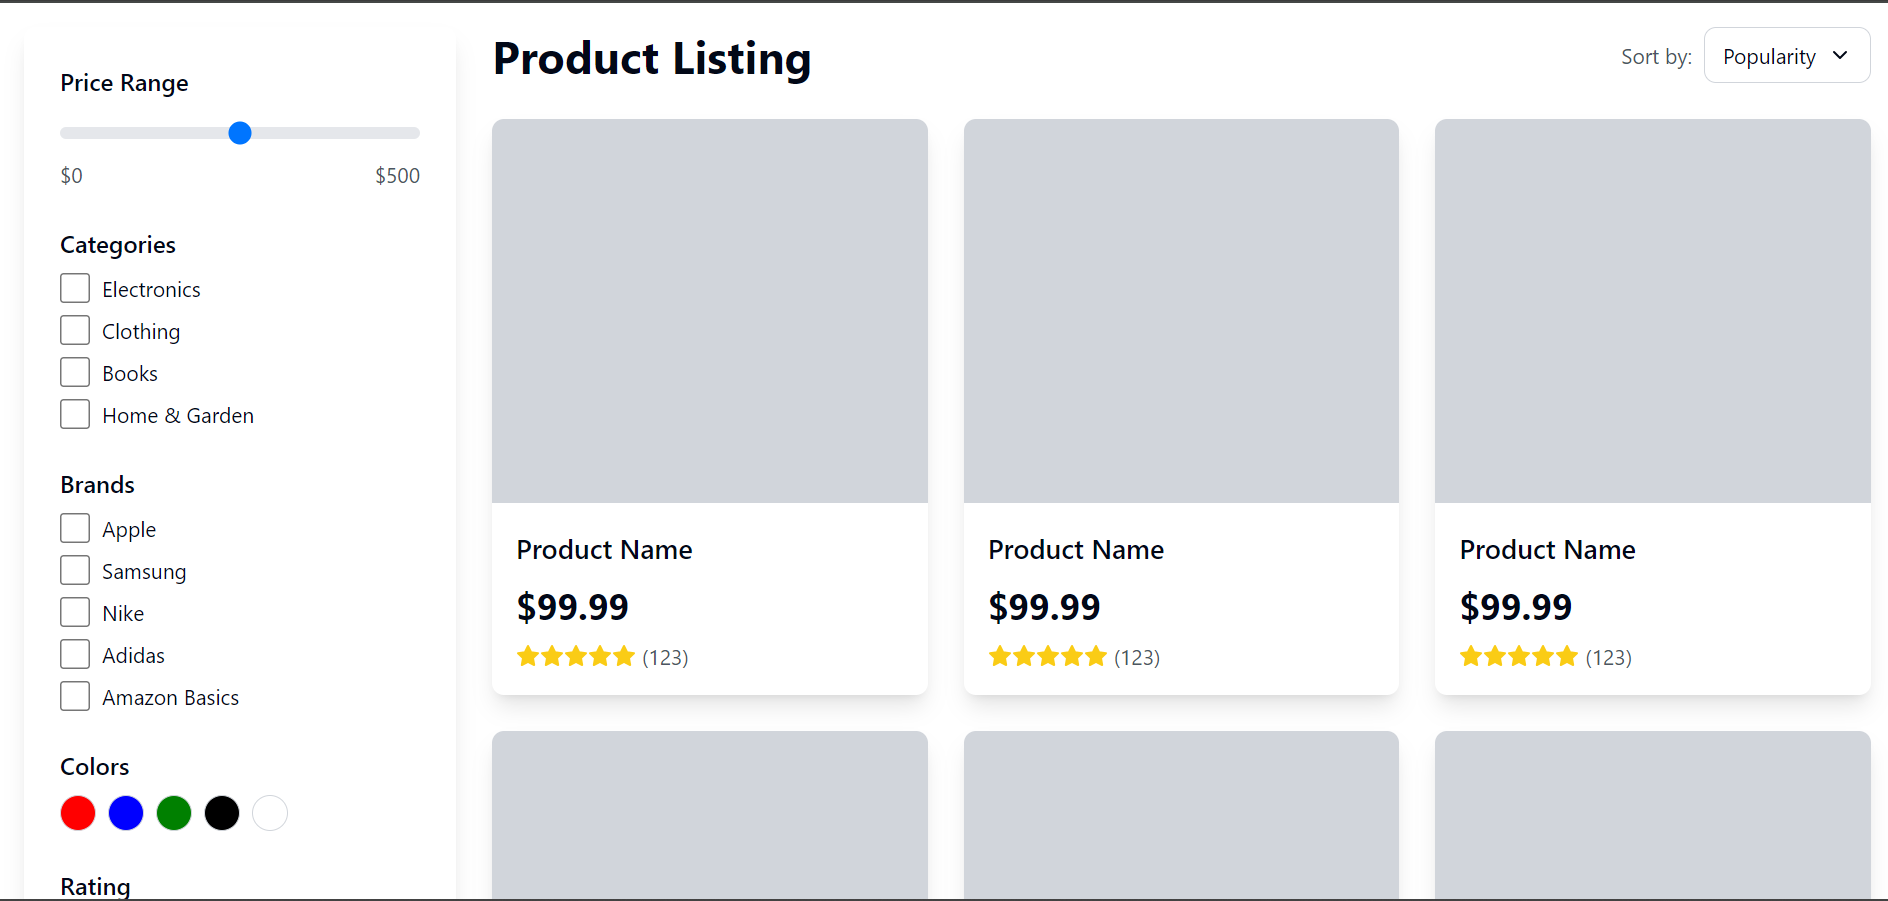 Price Range
$0 $500
Categories
Electronics
Clothing
Books
Home & Garden
Brands
Apple
Samsung
Nike
Adidas
Amazon Basics
Colors
Rating
Product Listing
Sort by: Popularity
Product Name
$99.99
(123)
Product Name
$99.99
(123)
Product Name
$99.99
(123)